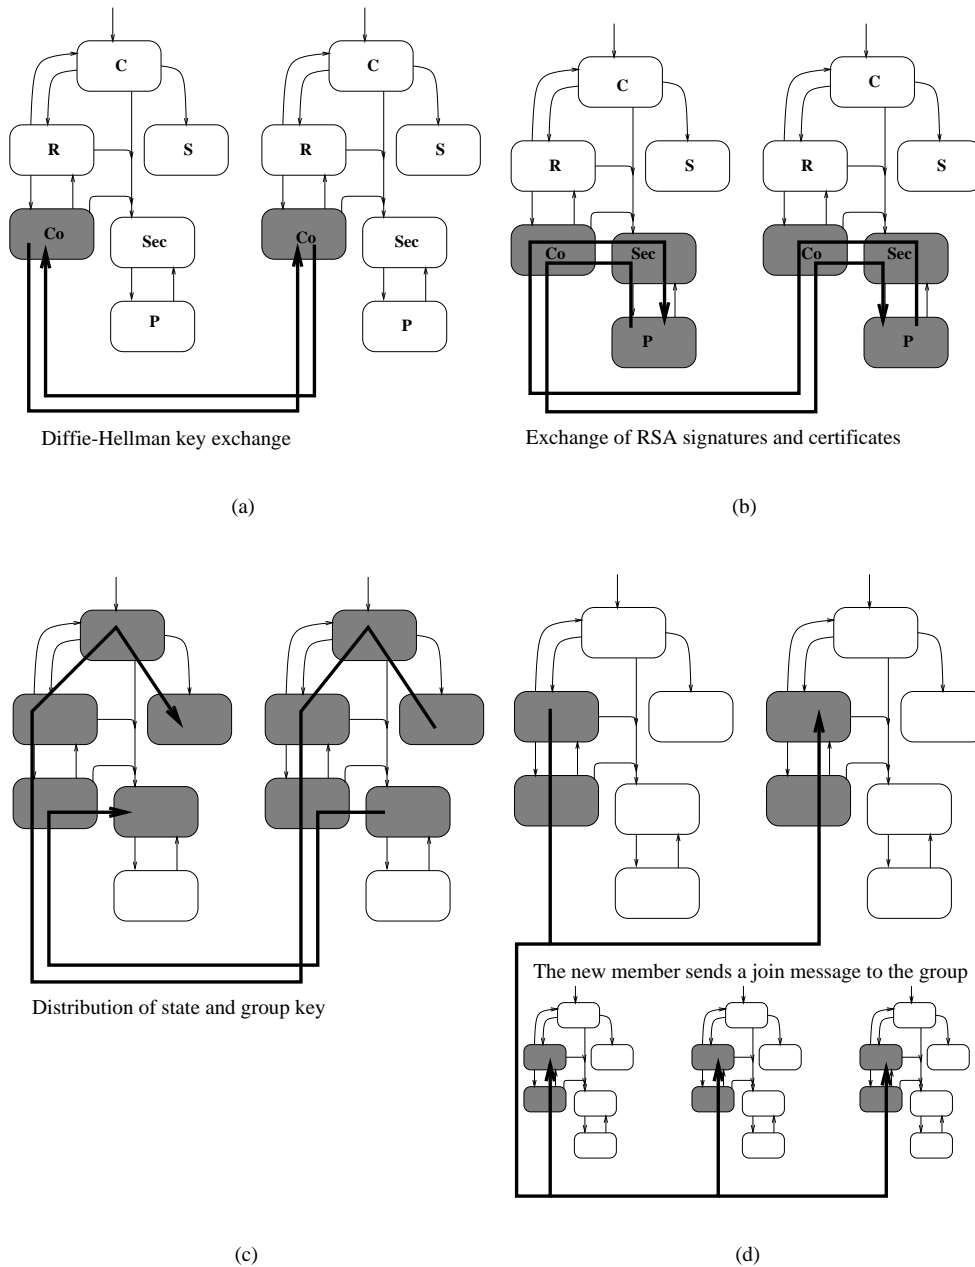 C
C
R
S
R
S
Co
Sec
Co
Sec
P
P
Diffie-Hellman key exchange
(a)
C
C
R
S
R
S
Co
Sec
Co
Sec
P
P
Exchange of RSA signatures and certificates
(b)
Distribution of state and group key
(c)
The new member sends a join message to the group
(d)